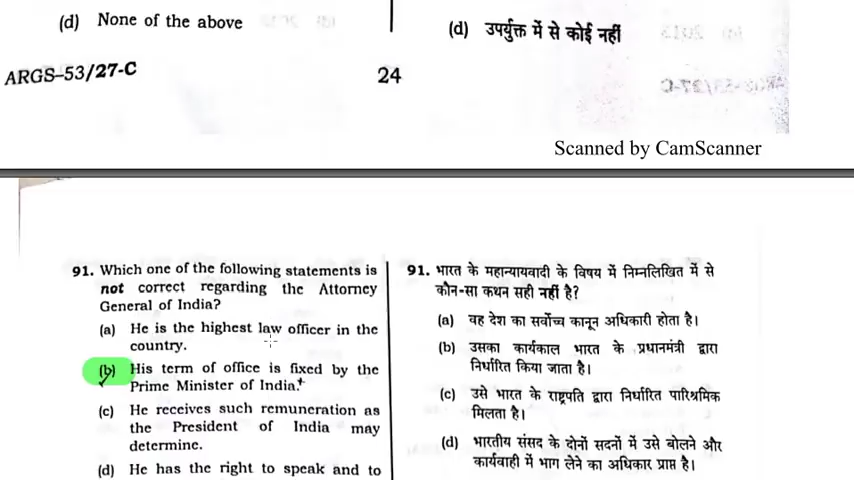 (d) None of the above
(d) उपर्युक्त में से कोई नहीं
ARGS–53/27-C
24
Scanned by CamScanner
91. Which one of the following statements is
not correct regarding the Attorney
General of India?
(a) He is the highest law officer in the
country.
(b) His term of office is fixed by the
Prime Minister of India.
(c) He receives such remuneration as
the President of India may
determine.
(d) He has the right to speak and to
91. भारत के महान्यायवादी के विषय में निम्नलिखित में से
कौन-सा कथन सही नहीं है?
(a) वह देश का सर्वोच्च कानून अधिकारी होता है।
(b) उसका कार्यकाल भारत के प्रधानमंत्री द्वारा
निर्धारित किया जाता है।
(c) उसे भारत के राष्ट्रपति द्वारा निर्धारित पारिश्रमिक
मिलता है।
(d) भारतीय संसद के दोनों सदनों में उसे बोलने और
कार्यवाही में भाग लेने का अधिकार प्राप्त है।